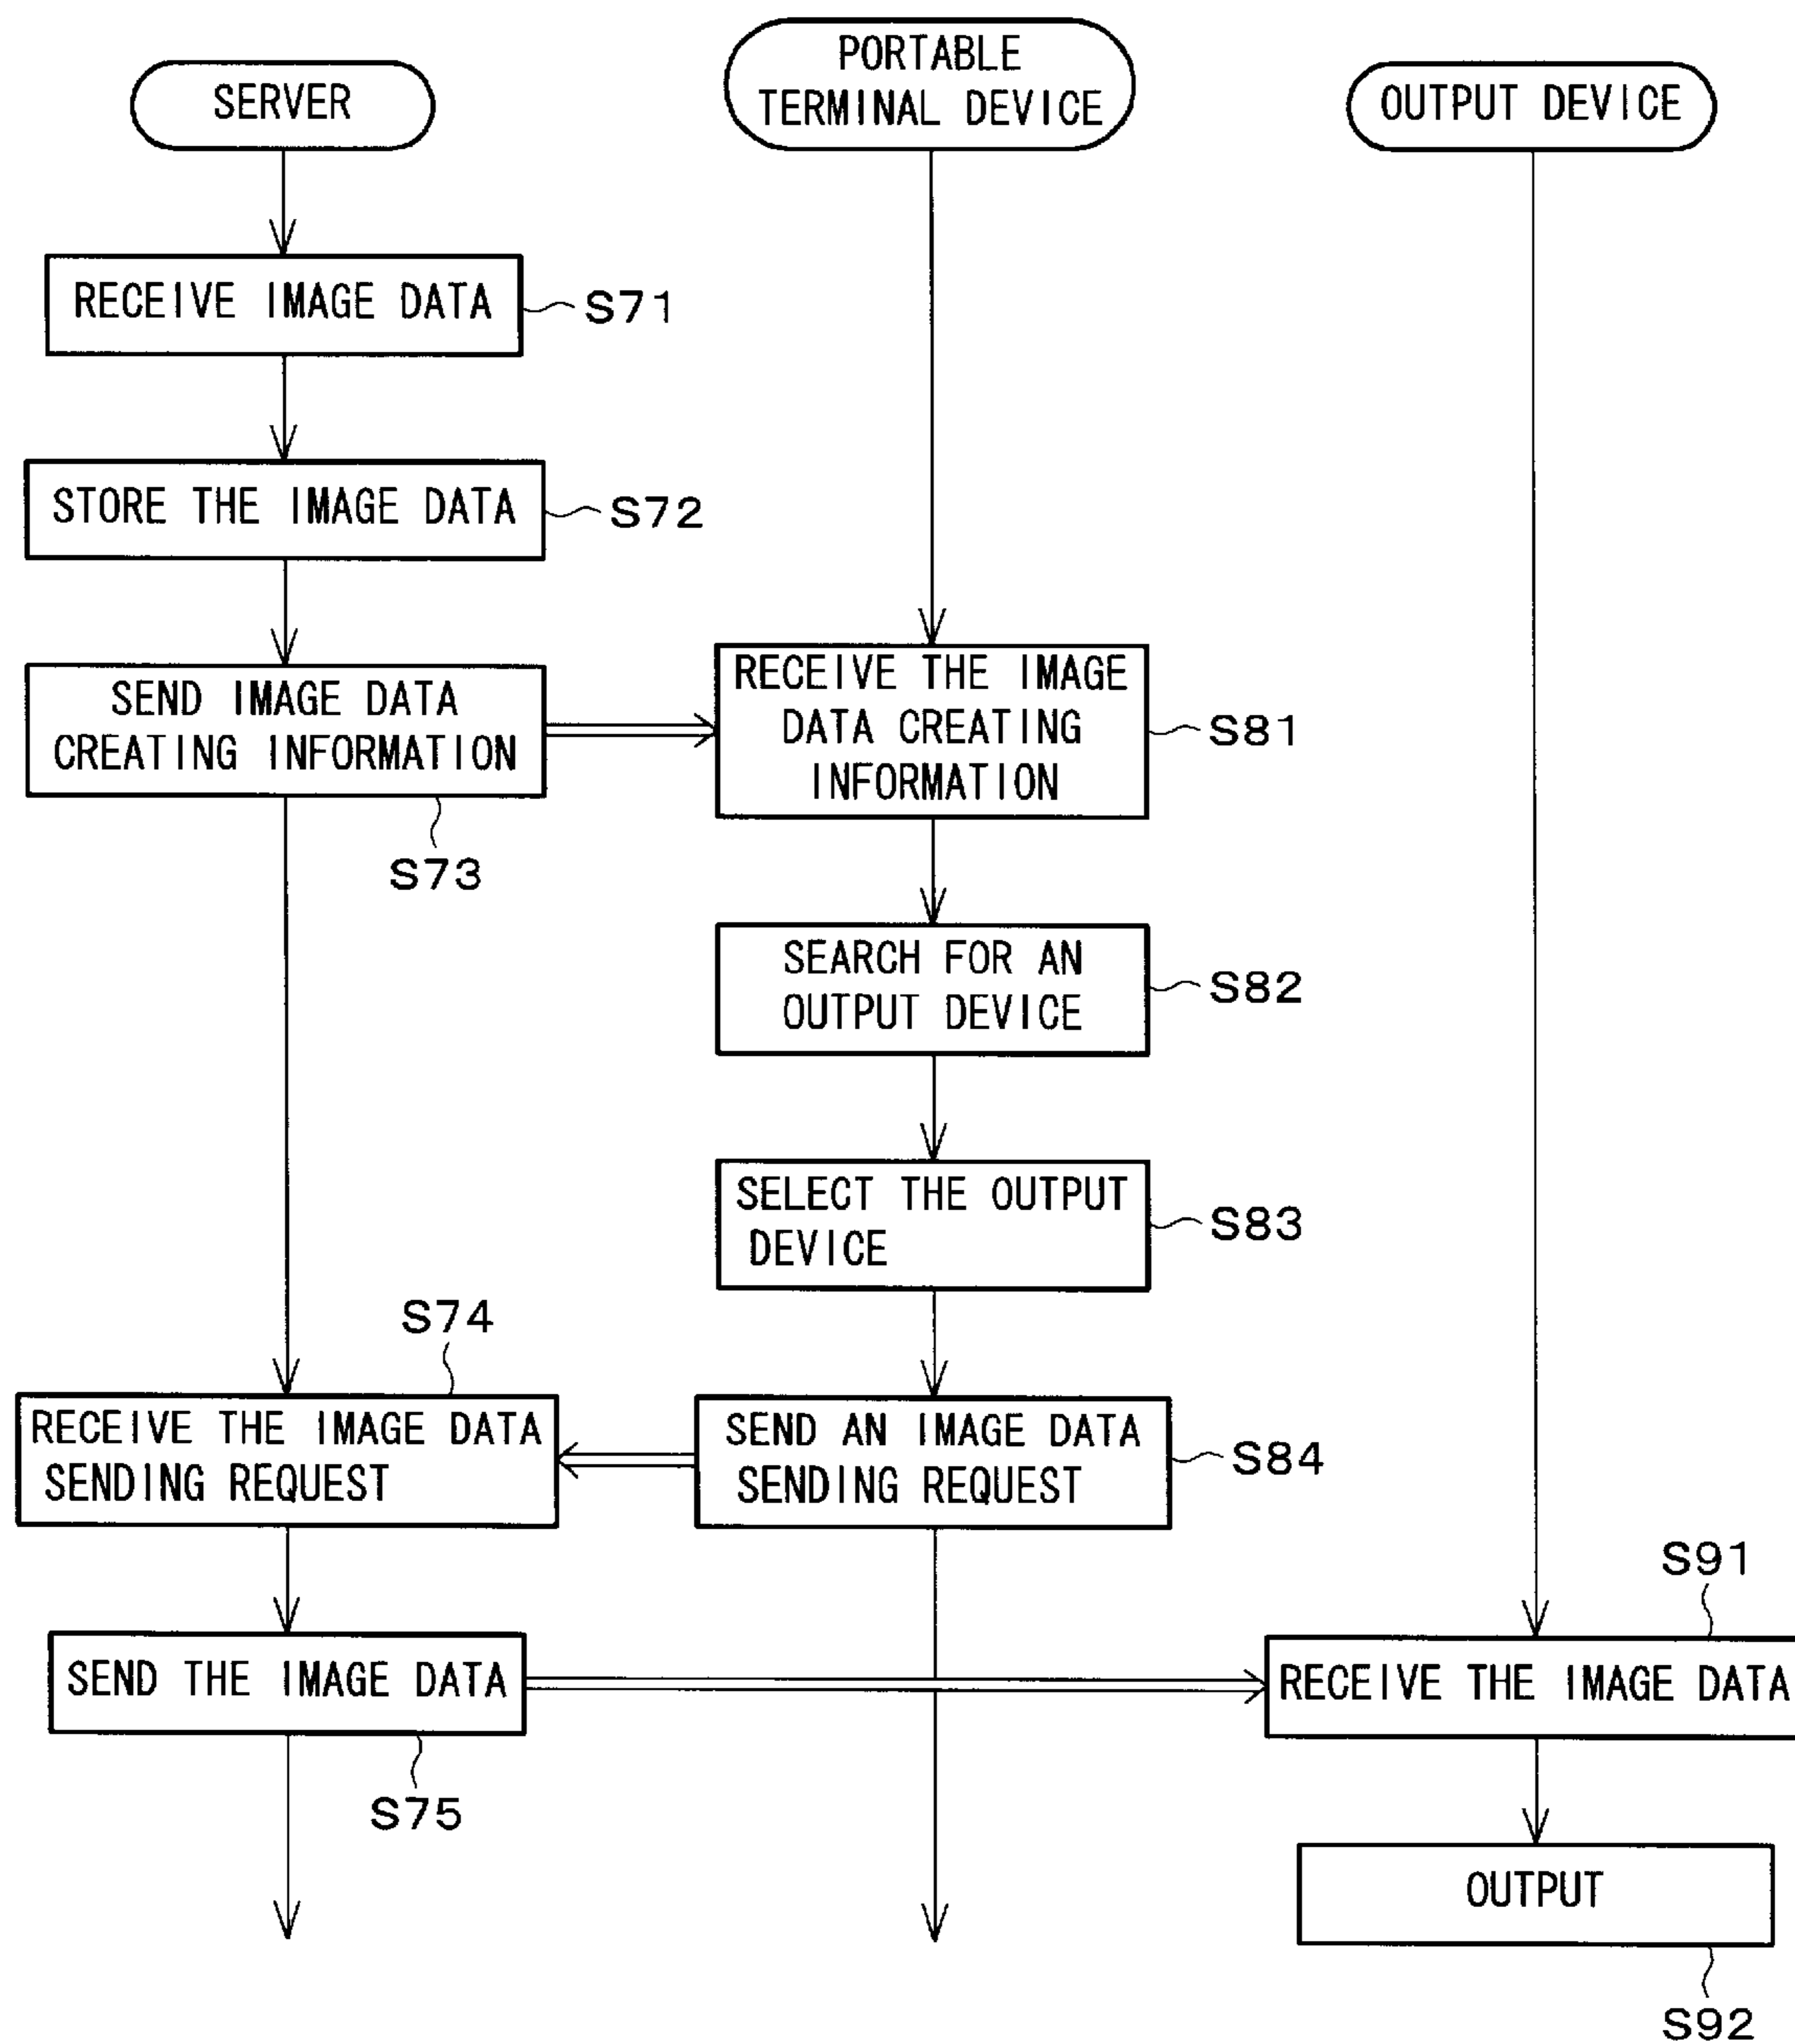 SERVER
PORTABLE
TERMINAL DEVICE
OUTPUT DEVICE
RECEIVE IMAGE DATA
S71
STORE THE IMAGE DATA
S72
SEND IMAGE DATA
CREATING INFORMATION
S73
RECEIVE THE IMAGE
DATA CREATING
INFORMATION
S81
SEARCH FOR AN
OUTPUT DEVICE
S82
SELECT THE OUTPUT
DEVICE
S83
S74
RECEIVE THE IMAGE DATA
SENDING REQUEST
SEND AN IMAGE DATA
SENDING REQUEST
S84
SEND THE IMAGE DATA
S75
S91
RECEIVE THE IMAGE DATA
OUTPUT
S92